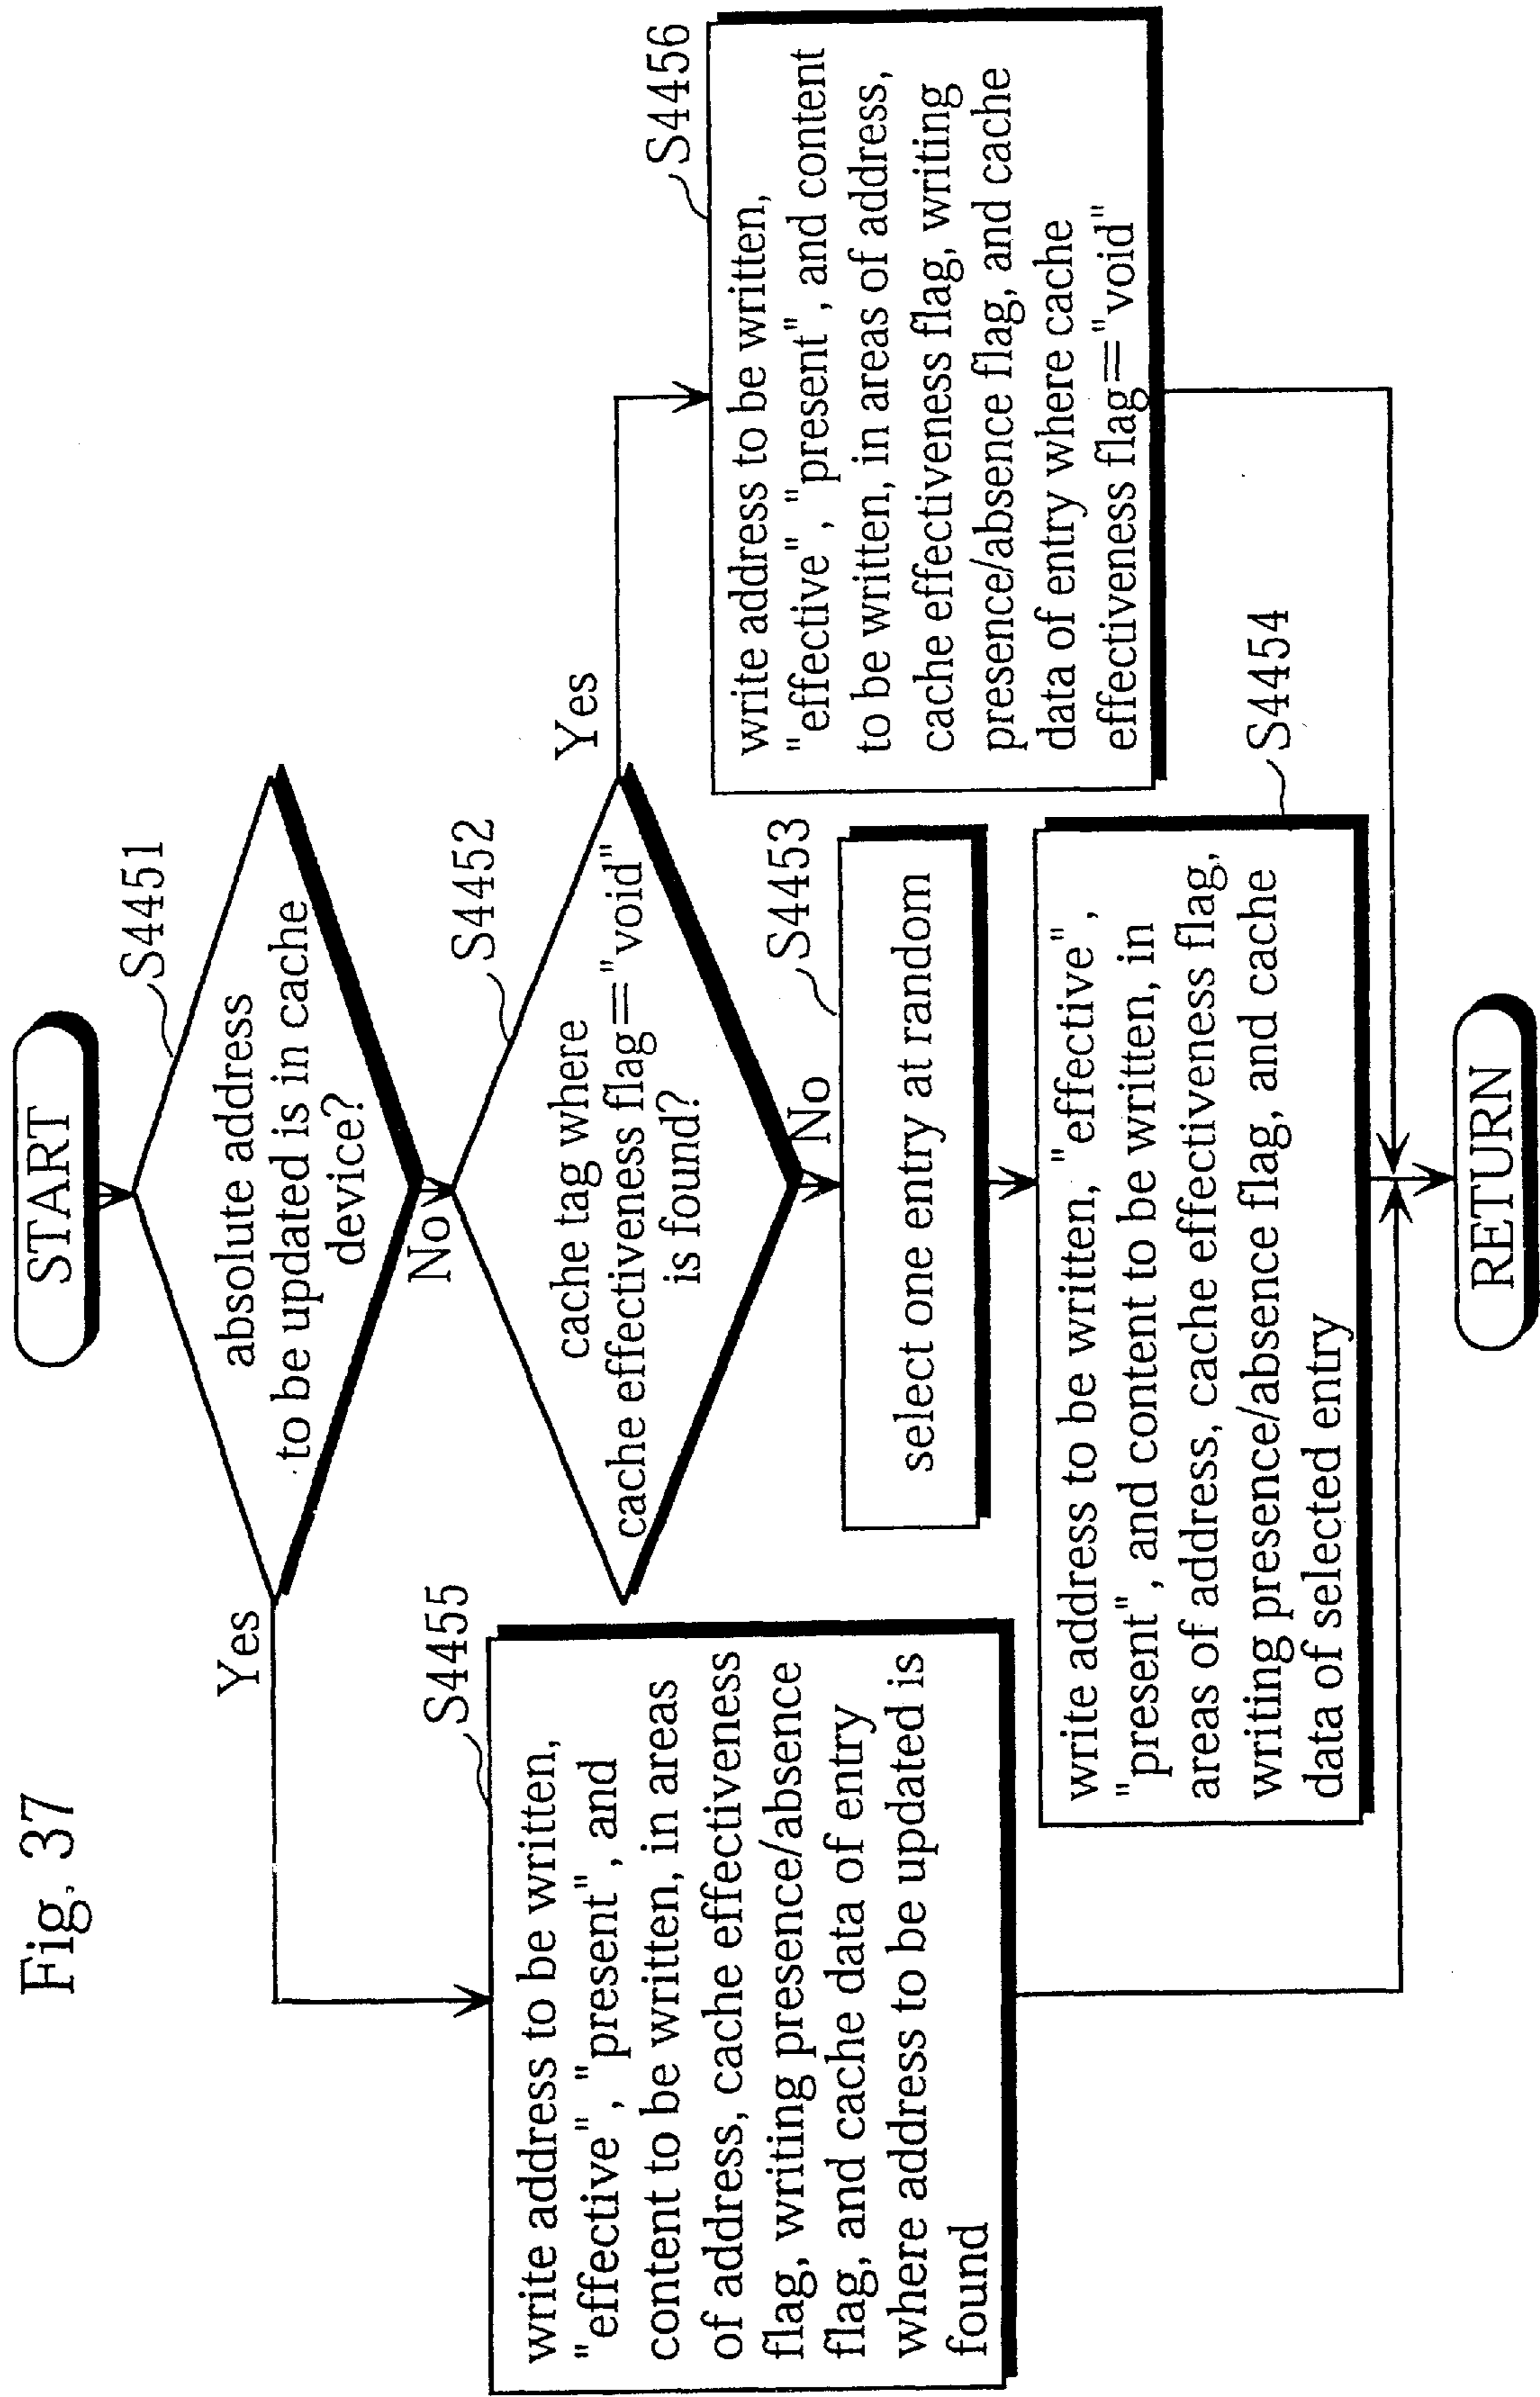 Fig. 37
START
S4451
absolute address
to be updated is in cache
device?
Yes
No
S4452
cache tag where
cache effectiveness flag="void"
is found?
Yes
No
S4455
write address to be written,
"effective", "present", and
content to be written, in areas
of address, cache effectiveness
flag, writing presence/absence
flag, and cache data of entry
where address to be updated is
found
S4453
select one entry at random
S4456
write address to be written,
"effective", "present", and content
to be written, in areas of address,
cache effectiveness flag, writing
presence/absence flag, and cache
data of entry where cache
effectiveness flag="void"
S4454
write address to be written, "effective",
"present", and content to be written, in
areas of address, cache effectiveness flag,
writing presence/absence flag, and cache
data of selected entry
RETURN